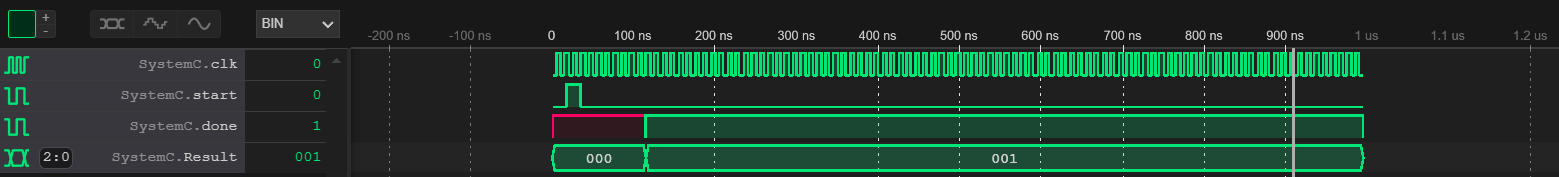 +
- BIN
-200 ns -100 ns 0 100 ns 200 ns 300 ns 400 ns 500 ns 600 ns 700 ns 800 ns 900 ns 1 us 1.1 us 1.2 us
SystemC.clk 0
SystemC.start 0
SystemC.done 1
2:0 SystemC.Result 001 000 001